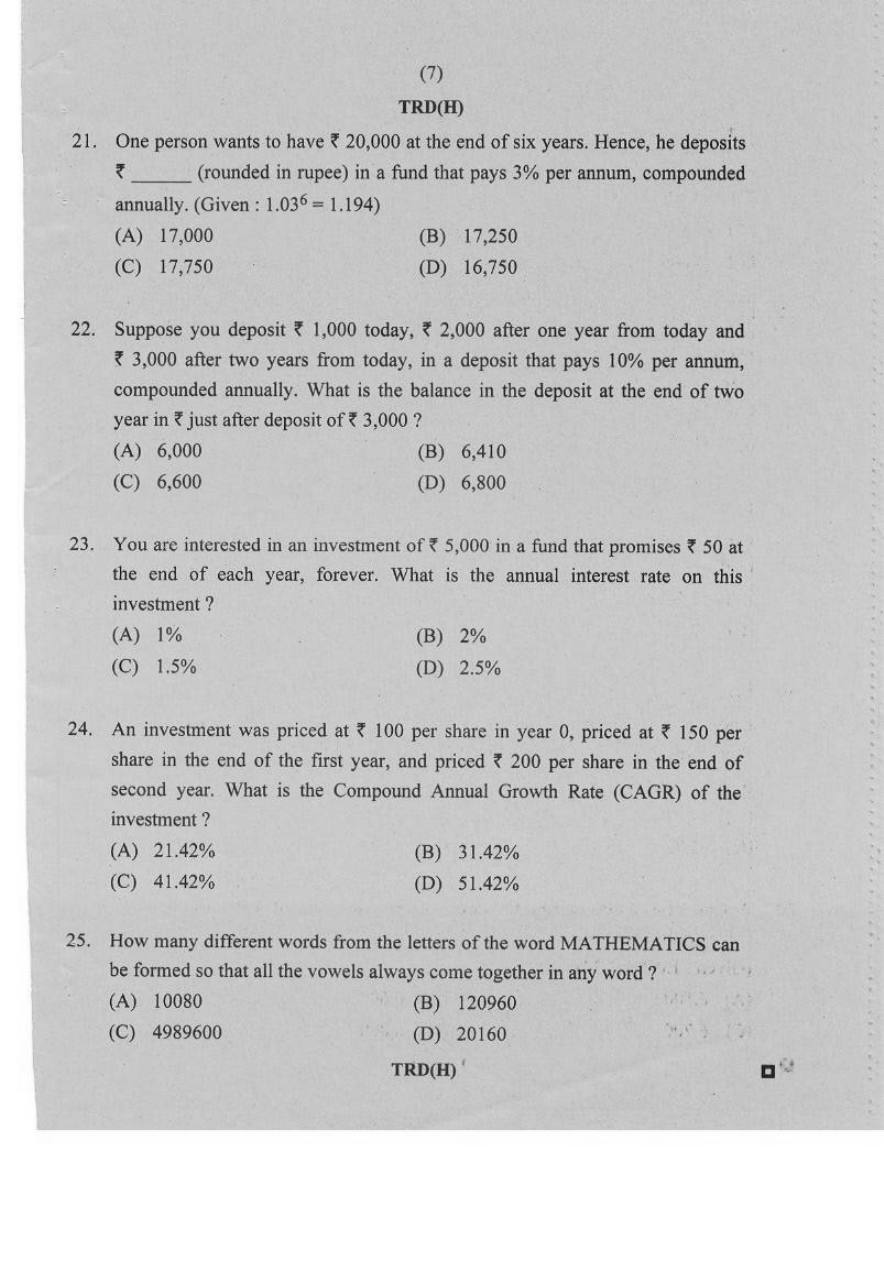 (7)
TRD(H)
21. One person wants to have ₹ 20,000 at the end of six years. Hence, he deposits
₹ ______ (rounded in rupee) in a fund that pays 3% per annum, compounded
annually. (Given : 1.03⁶ = 1.194)
(A) 17,000 (B) 17,250
(C) 17,750 (D) 16,750
22. Suppose you deposit ₹ 1,000 today, ₹ 2,000 after one year from today and
₹ 3,000 after two years from today, in a deposit that pays 10% per annum,
compounded annually. What is the balance in the deposit at the end of two
year in ₹ just after deposit of ₹ 3,000 ?
(A) 6,000 (B) 6,410
(C) 6,600 (D) 6,800
23. You are interested in an investment of ₹ 5,000 in a fund that promises ₹ 50 at
the end of each year, forever. What is the annual interest rate on this
investment ?
(A) 1% (B) 2%
(C) 1.5% (D) 2.5%
24. An investment was priced at ₹ 100 per share in year 0, priced at ₹ 150 per
share in the end of the first year, and priced ₹ 200 per share in the end of
second year. What is the Compound Annual Growth Rate (CAGR) of the
investment ?
(A) 21.42% (B) 31.42%
(C) 41.42% (D) 51.42%
25. How many different words from the letters of the word MATHEMATICS can
be formed so that all the vowels always come together in any word ?
(A) 10080 (B) 120960
(C) 4989600 (D) 20160
TRD(H)